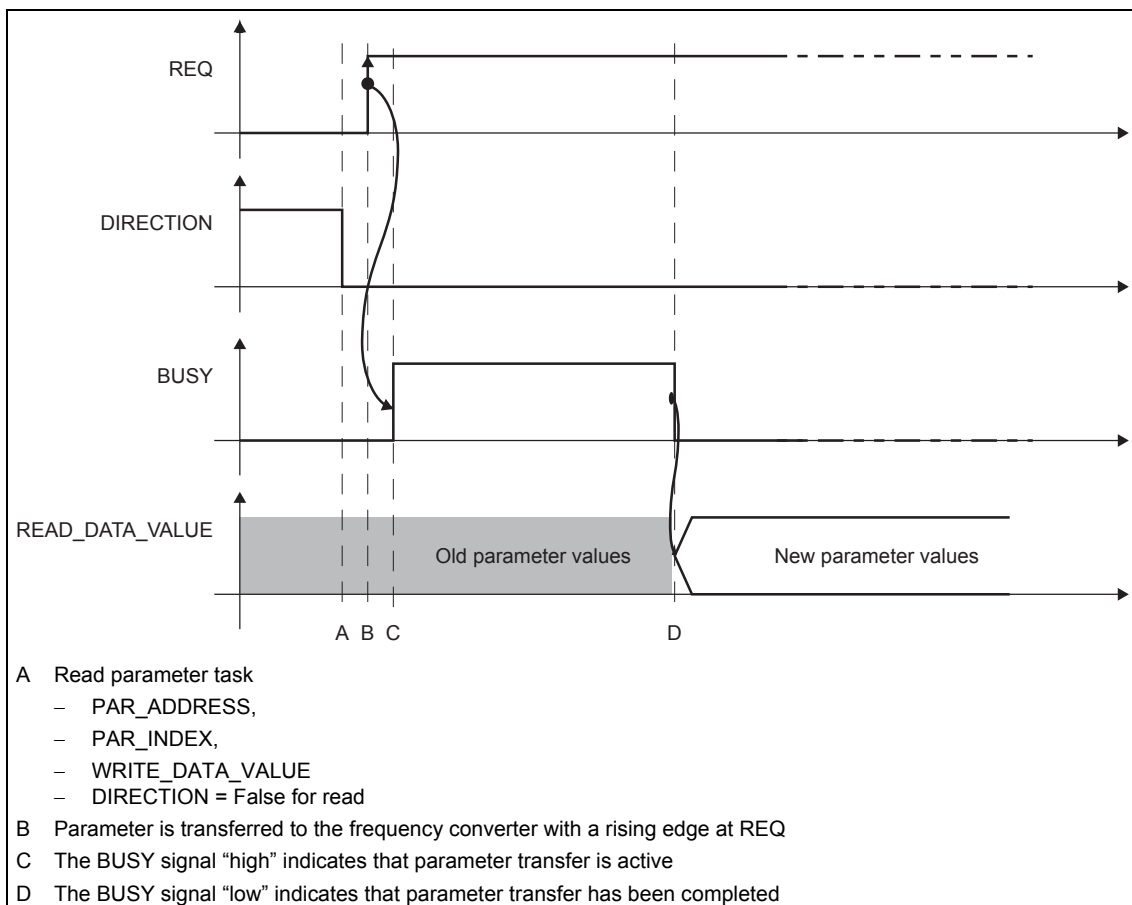 REQ
DIRECTION
BUSY
READ_DATA_VALUE
Old parameter values
New parameter values
A B C D
A Read parameter task
– PAR_ADDRESS,
– PAR_INDEX,
– WRITE_DATA_VALUE
– DIRECTION = False for read
B Parameter is transferred to the frequency converter with a rising edge at REQ
C The BUSY signal “high” indicates that parameter transfer is active
D The BUSY signal “low” indicates that parameter transfer has been completed